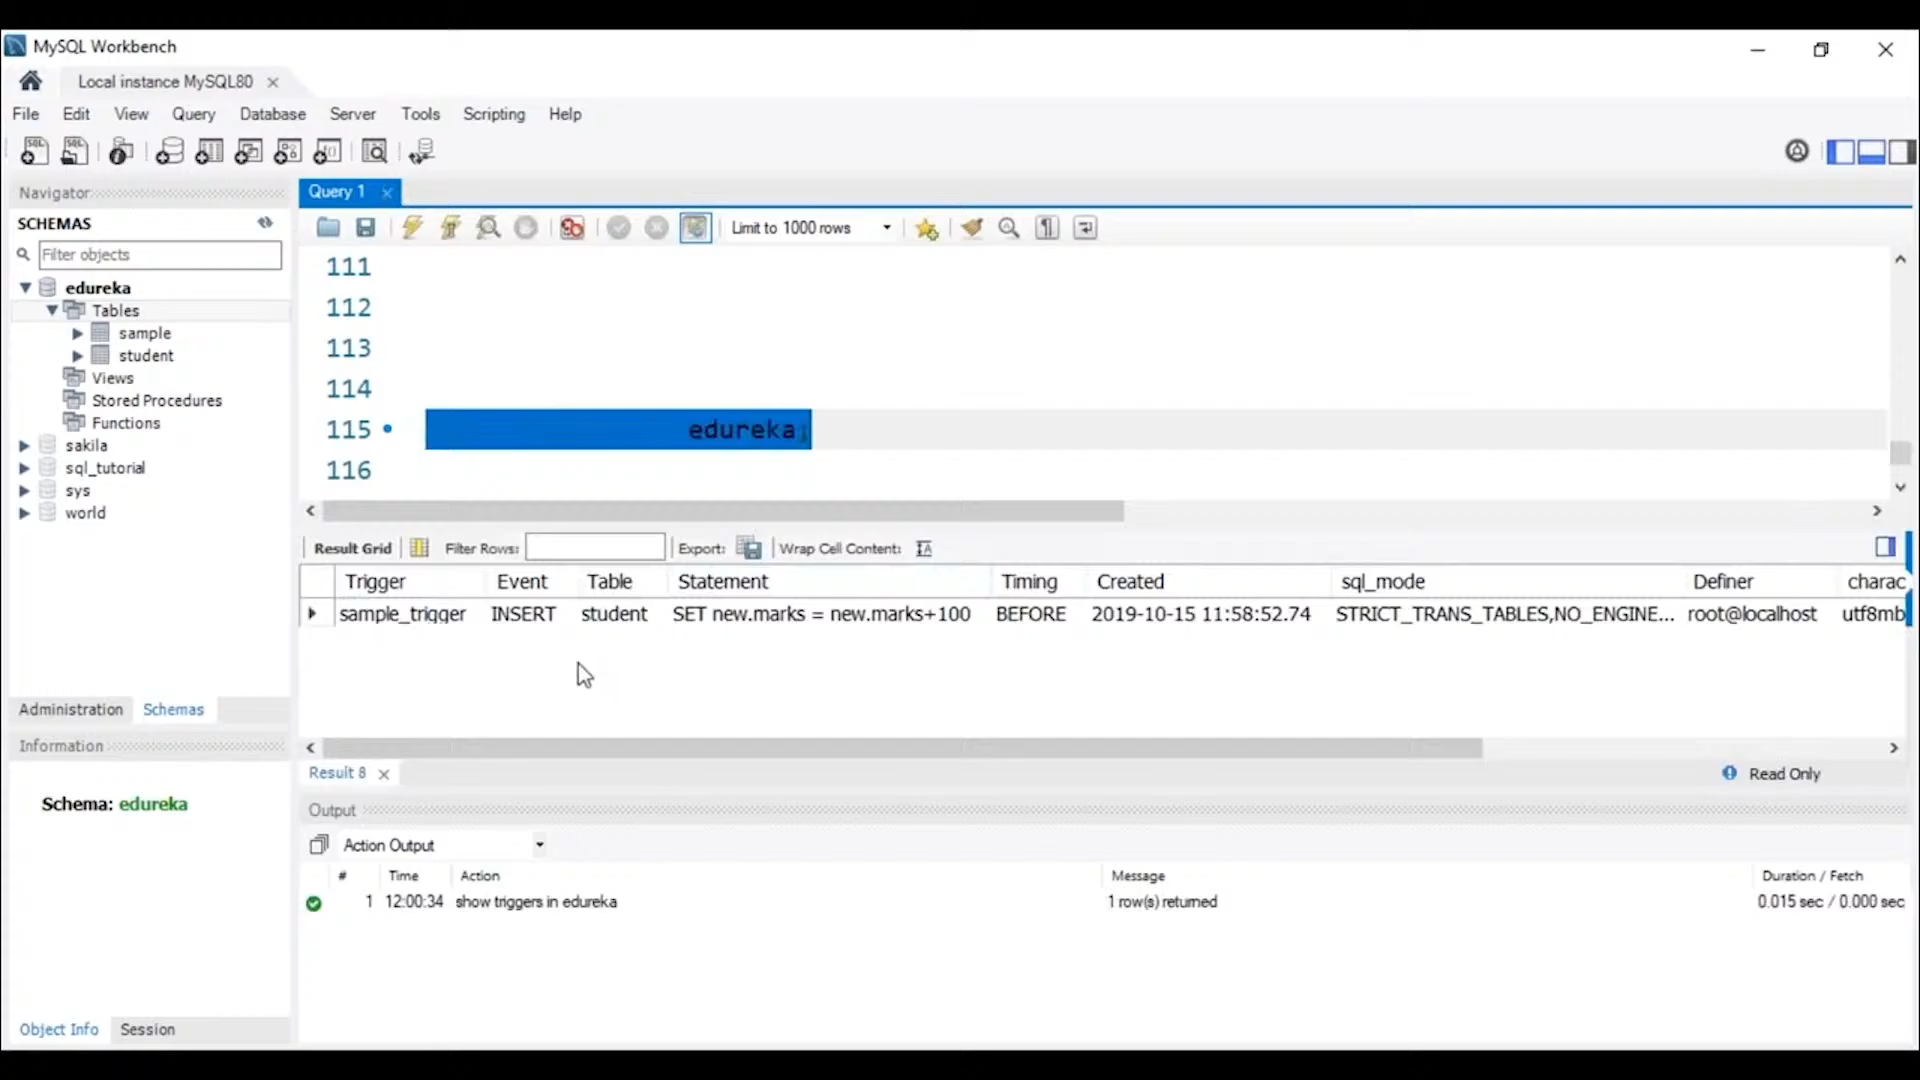 MySQL Workbench
Local instance MySQL80
File Edit View Query Database Server Tools Scripting Help
Navigator
SCHEMAS
Filter objects
edureka
Tables
sample
student
Views
Stored Procedures
Functions
sakila
sql_tutorial
sys
world
Administration Schemas
Information
Schema: edureka
Object Info Session
Query 1
Limit to 1000 rows
111
112
113
114
115 edureka;
116
Result Grid Filter Rows: Export: Wrap Cell Content:
Trigger Event Table Statement Timing Created sql_mode Definer charac
sample_trigger INSERT student SET new.marks = new.marks+100 BEFORE 2019-10-15 11:58:52.74 STRICT_TRANS_TABLES,NO_ENGINE... root@localhost utf8mb
Result 8 Read Only
Output
Action Output
# Time Action Message Duration / Fetch
1 12:00:34 show triggers in edureka 1 row(s) returned 0.015 sec / 0.000 sec